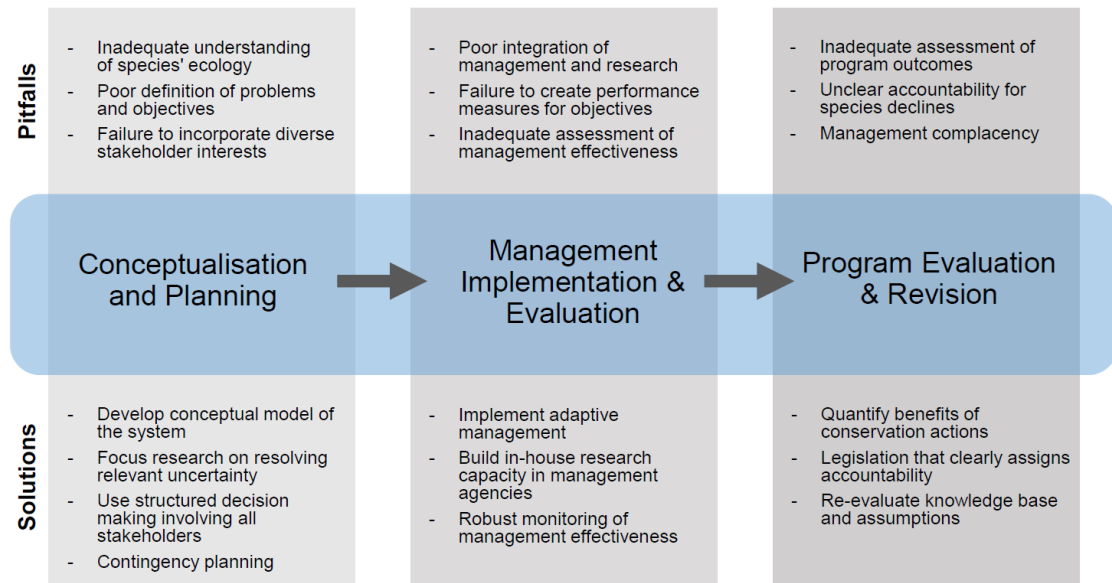 Pitfalls
- Inadequate understanding
of species' ecology
- Poor definition of problems
and objectives
- Failure to incorporate diverse
stakeholder interests
- Poor integration of
management and research
- Failure to create performance
measures for objectives
- Inadequate assessment of
management effectiveness
- Inadequate assessment of
program outcomes
- Unclear accountability for
species declines
- Management complacency
Conceptualisation
and Planning
Management
Implementation &
Evaluation
Program Evaluation
& Revision
Solutions
- Develop conceptual model of
the system
- Focus research on resolving
relevant uncertainty
- Use structured decision
making involving all
stakeholders
- Contingency planning
- Implement adaptive
management
- Build in-house research
capacity in management
agencies
- Robust monitoring of
management effectiveness
- Quantify benefits of
conservation actions
- Legislation that clearly assigns
accountability
- Re-evaluate knowledge base
and assumptions